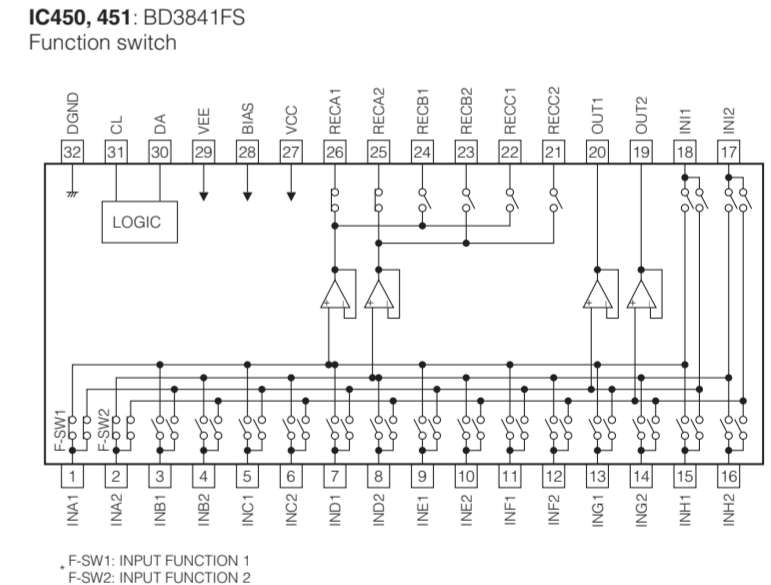 IC450, 451: BD3841FS
Function switch
DGND CL DA VEE BIAS VCC RECA1 RECA2 RECB1 RECB2 RECC1 RECC2 OUT1 OUT2 INI1 INI2
32 31 30 29 28 27 26 25 24 23 22 21 20 19 18 17
LOGIC
+ - + - + - + -
F-SW1 F-SW2
1 2 3 4 5 6 7 8 9 10 11 12 13 14 15 16
INA1 INA2 INB1 INB2 INC1 INC2 IND1 IND2 INE1 INE2 INF1 INF2 ING1 ING2 INH1 INH2
* F-SW1: INPUT FUNCTION 1
F-SW2: INPUT FUNCTION 2